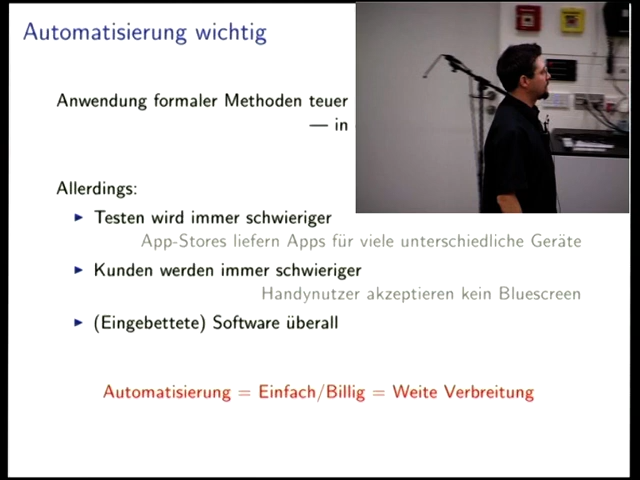 Automatisierung wichtig
Anwendung formaler Methoden teuer
— in
Allerdings:
Testen wird immer schwieriger
App-Stores liefern Apps für viele unterschiedliche Geräte
Kunden werden immer schwieriger
Handynutzer akzeptieren kein Bluescreen
(Eingebettete) Software überall
Automatisierung = Einfach/Billig = Weite Verbreitung